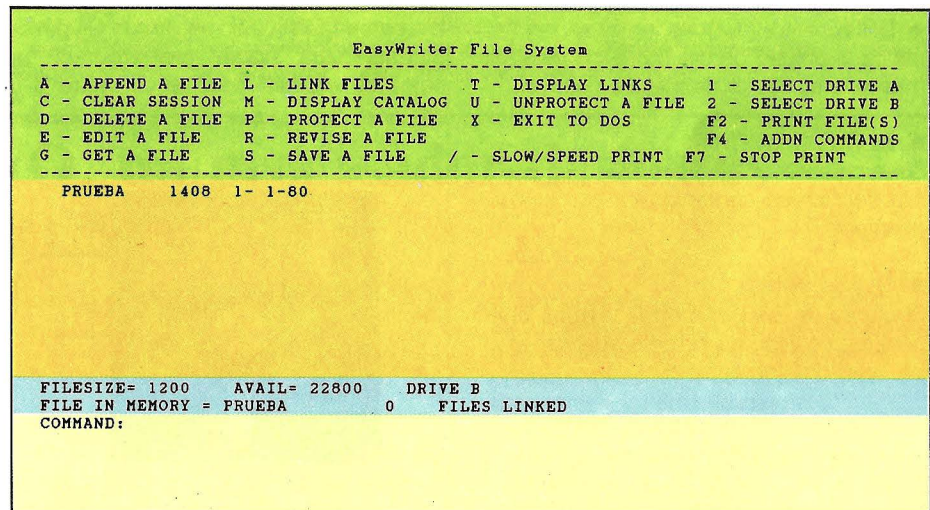 EasyWriter File System
A - APPEND A FILE L - LINK FILES T - DISPLAY LINKS 1 - SELECT DRIVE A
C - CLEAR SESSION M - DISPLAY CATALOG U - UNPROTECT A FILE 2 - SELECT DRIVE B
D - DELETE A FILE P - PROTECT A FILE X - EXIT TO DOS F2 - PRINT FILE(S)
E - EDIT A FILE R - REVISE A FILE F4 - ADDN COMMANDS
G - GET A FILE S - SAVE A FILE / - SLOW/SPEED PRINT F7 - STOP PRINT
PRUEBA 1408 1- 1-80
FILESIZE= 1200 AVAIL= 22800 DRIVE B
FILE IN MEMORY = PRUEBA 0 FILES LINKED
COMMAND: